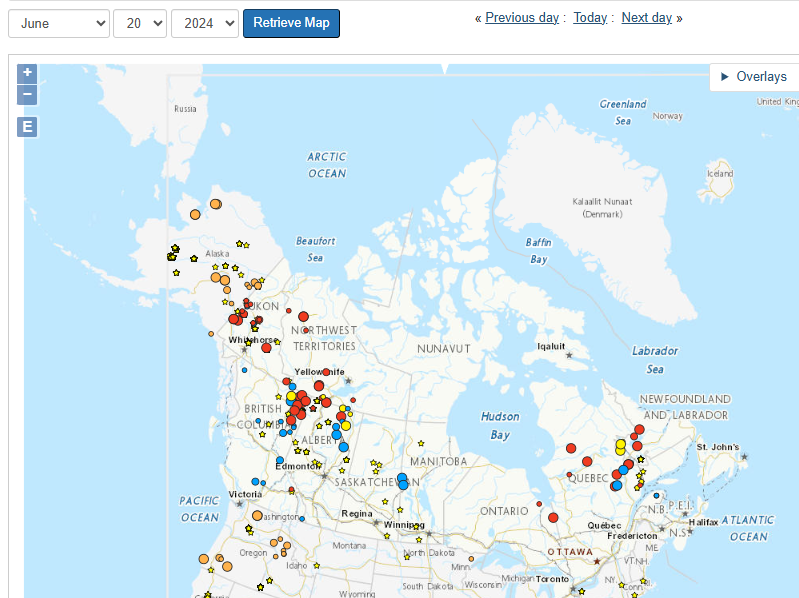 June 20 2024 Retrieve Map « Previous day : Today : Next day »
+
−
E
► Overlays
Russia
Greenland
Sea
Norway
United King
ARCTIC
OCEAN
Iceland
Kalaallit Nunaat
(Denmark)
Beaufort
Sea
Baffin
Bay
Alaska
YUKON
NORTHWEST
TERRITORIES
Whitehorse
NUNAVUT
Iqaluit
Labrador
Sea
Yellowknife
NEWFOUNDLAND
AND LABRADOR
BRITISH
COLUMBIA
Hudson
Bay
ALBERTA
St. John's
MANITOBA
Edmonton
SASKATCHEWAN
QUEBEC
Victoria
PACIFIC
OCEAN
ONTARIO
N.B.
P.E.I.
Washington
Regina
Winnipeg
Québec
Halifax
ATLANTIC
OCEAN
Fredericton
N.S.
Montana
North Dakota
OTTAWA
ME
Oregon
Idaho
Minn.
VT.
NH
Wisconsin
Michigan
Toronto
NY
South Dakota
Wyoming